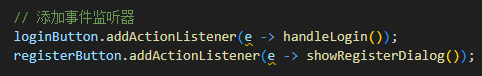 // 添加事件监听器
loginButton.addActionListener(e -> handleLogin());
registerButton.addActionListener(e -> showRegisterDialog());